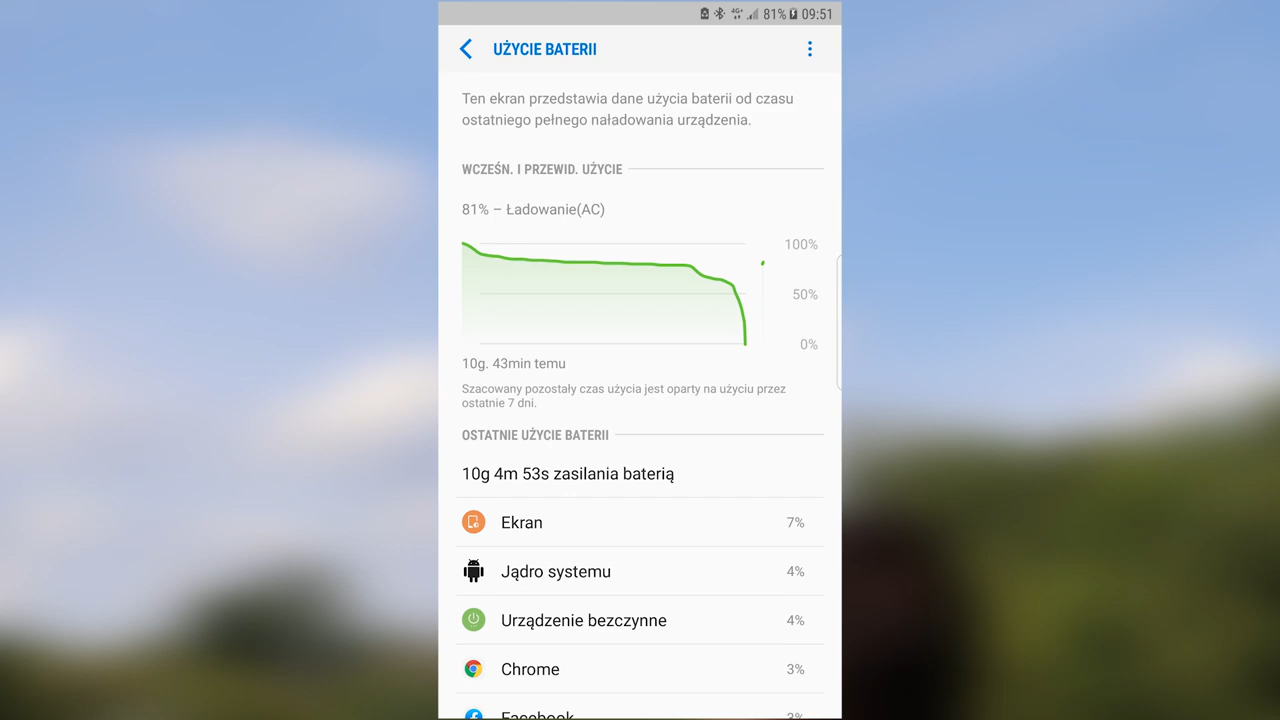 4G+ 81% 09:51
UŻYCIE BATERII
Ten ekran przedstawia dane użycia baterii od czasu
ostatniego pełnego naładowania urządzenia.
WCZEŚN. I PRZEWID. UŻYCIE
81% – Ładowanie(AC)
100%
50%
0%
10g. 43min temu
Szacowany pozostały czas użycia jest oparty na użyciu przez
ostatnie 7 dni.
OSTATNIE UŻYCIE BATERII
10g 4m 53s zasilania baterią
Ekran 7%
Jądro systemu 4%
Urządzenie bezczynne 4%
Chrome 3%
Facebook 3%